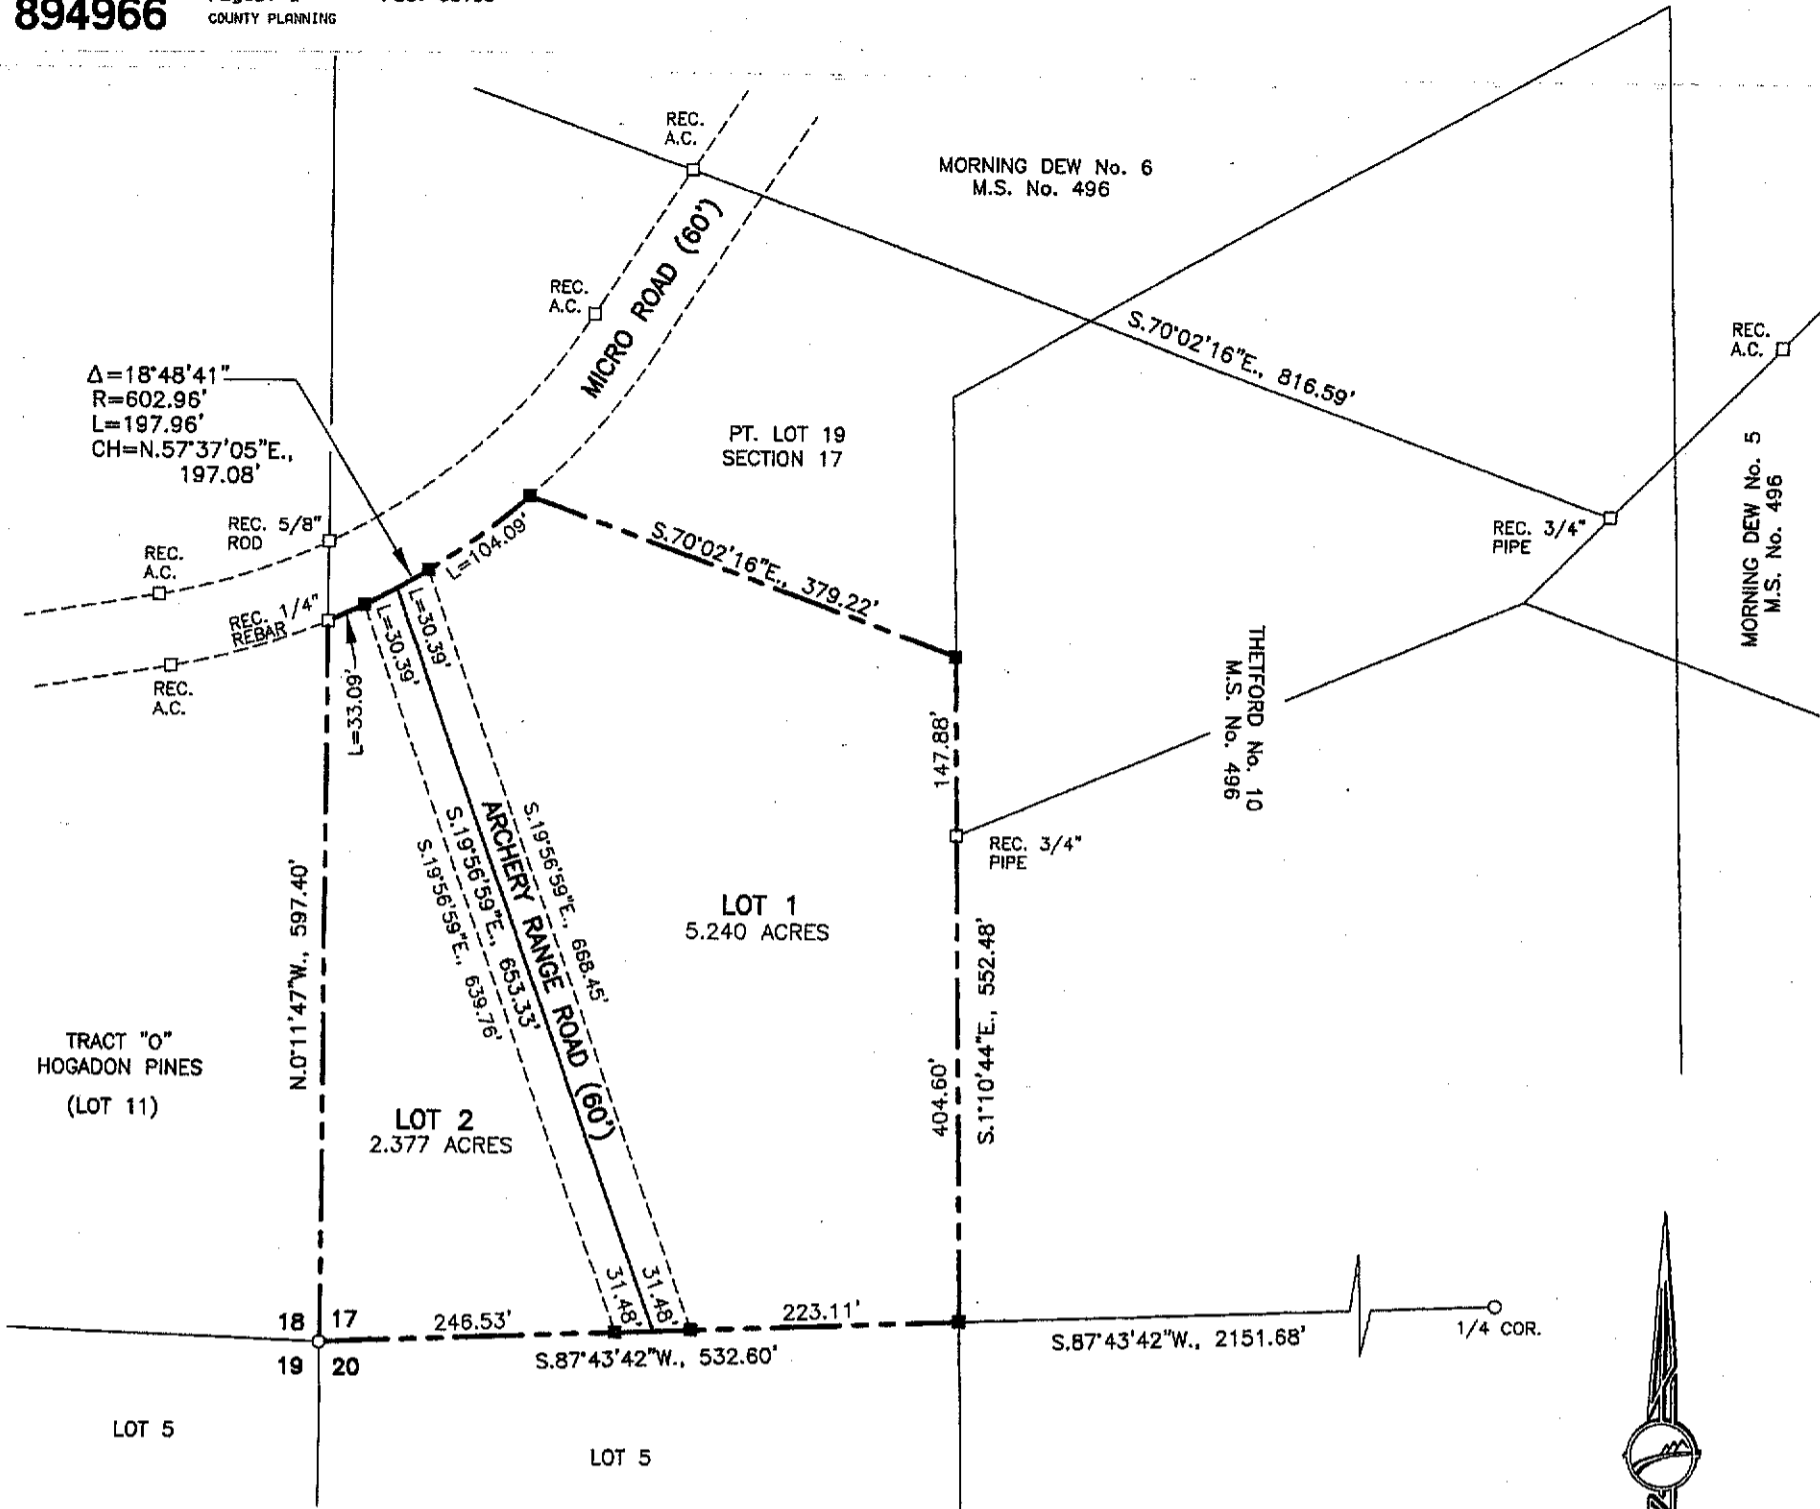 894966
COUNTY PLANNING
REC.
A.C.
MORNING DEW No. 6
M.S. No. 496
MICRO ROAD (60')
REC.
A.C.
S.70°02'16"E., 816.59'
REC.
A.C.
Δ=18°48'41"
R=602.96'
L=197.96'
CH=N.57°37'05"E.,
197.08'
PT. LOT 19
SECTION 17
MORNING DEW No. 5
M.S. No. 496
REC. 5/8"
ROD
REC. 3/4"
PIPE
REC.
A.C.
L=104.09'
S.70°02'16"E., 379.22'
REC. 1/4"
REBAR
L=30.39'
L=30.39'
REC.
A.C.
L=33.09'
THETFORD No. 10
M.S. No. 496
147.88'
REC. 3/4"
PIPE
S.19°56'59"E., 668.45'
ARCHERY RANGE ROAD (60')
S.19°56'59"E., 653.33'
S.19°56'59"E., 639.76'
LOT 1
5.240 ACRES
N.0°11'47"W., 597.40'
S.1°10'44"E., 552.48'
404.60'
TRACT "O"
HOGADON PINES
(LOT 11)
LOT 2
2.377 ACRES
31.48'
31.48'
18 17
246.53'
223.11'
19 20
S.87°43'42"W., 532.60'
S.87°43'42"W., 2151.68'
1/4 COR.
LOT 5
LOT 5